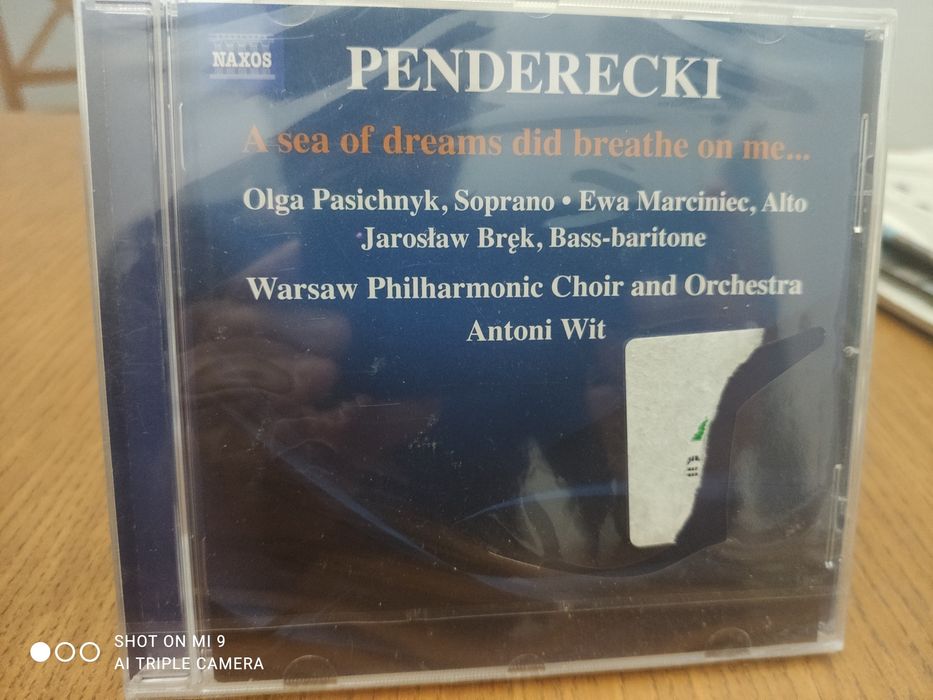 NAXOS
PENDERECKI
A sea of dreams did breathe on me...
Olga Pasichnyk, Soprano • Ewa Marciniec, Alto
Jarosław Bręk, Bass-baritone
Warsaw Philharmonic Choir and Orchestra
Antoni Wit
SHOT ON MI 9
AI TRIPLE CAMERA